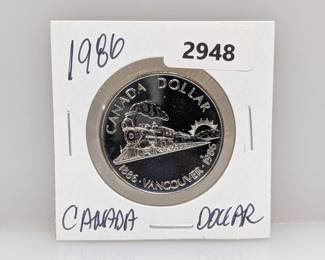 1986
2948
CANADA DOLLAR
1886 · VANCOUVER · 1986
CANADA DOLLAR